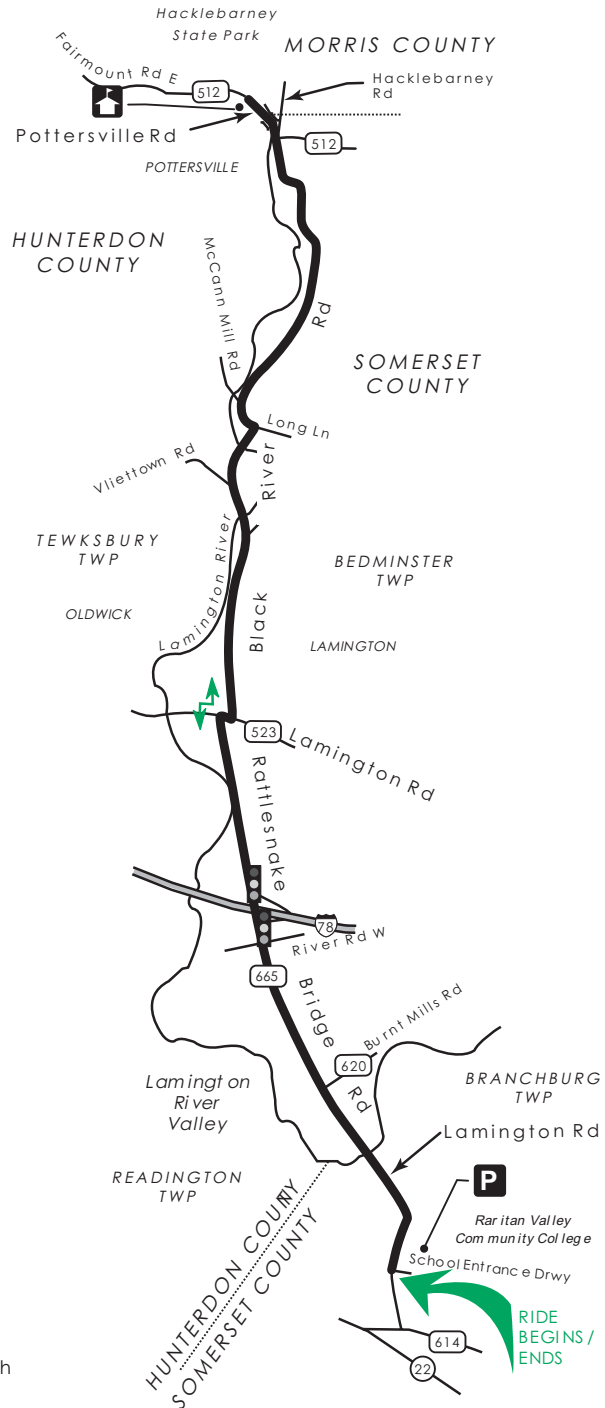 Hacklebarney
State Park
MORRIS COUNTY
Fairmount Rd E
512
Hacklebarney
Rd
Pottersville Rd
512
POTTERSVILLE
HUNTERDON
COUNTY
McCann Mill Rd
Rd
SOMERSET
COUNTY
Long Ln
River
Vliettown Rd
Lamington River
TEWKSBURY
TWP
BEDMINSTER
TWP
OLDWICK
Black
LAMINGTON
523
Lamington Rd
Rattlesnake
78
River Rd W
665
Bridge
Burnt Mills Rd
620
Rd
Lamington
River
Valley
BRANCHBURG
TWP
Lamington Rd
READINGTON
TWP
P
Raritan Valley
Community College
HUNTERDON COUNTY
SOMERSET COUNTY
School Entrance Drwy
RIDE
BEGINS/
ENDS
614
22
h